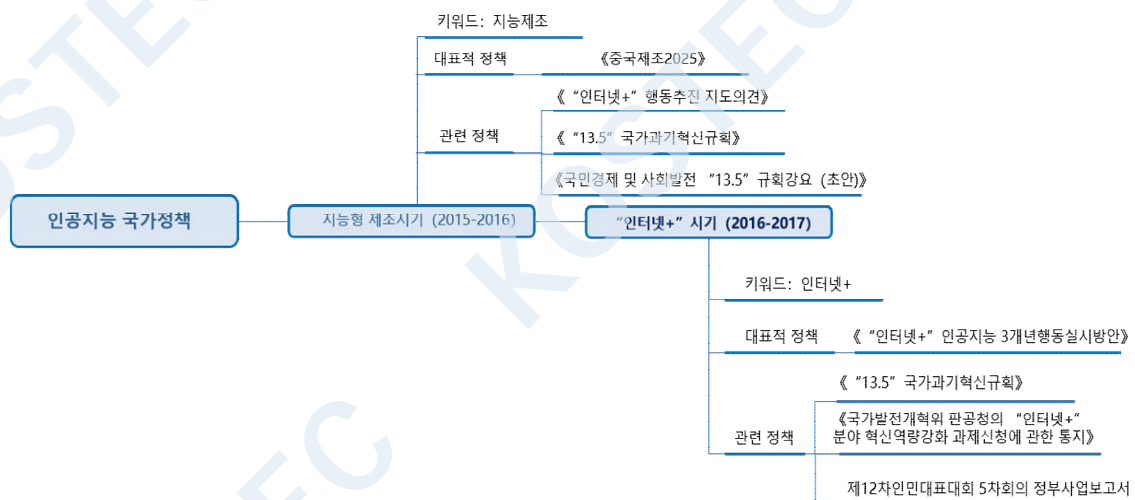 키워드: 지능제조
대표적 정책
《중국제조2025》
《 “인터넷+” 행동추진 지도의견》
관련 정책
《 “13.5” 국가과기혁신규획》
《국민경제 및 사회발전 “13.5” 규획강요 (초안)》
인공지능 국가정책
지능형 제조시기 (2015-2016)
“인터넷+” 시기 (2016-2017)
키워드: 인터넷+
대표적 정책
《 “인터넷+” 인공지능 3개년행동실시방안》
《 “13.5” 국가과기혁신규획》
관련 정책
《국가발전개혁위 판공청의 “인터넷+”
분야 혁신역량강화 과제신청에 관한 통지》
제12차인민대표대회 5차회의 정부사업보고서
KOSTEC